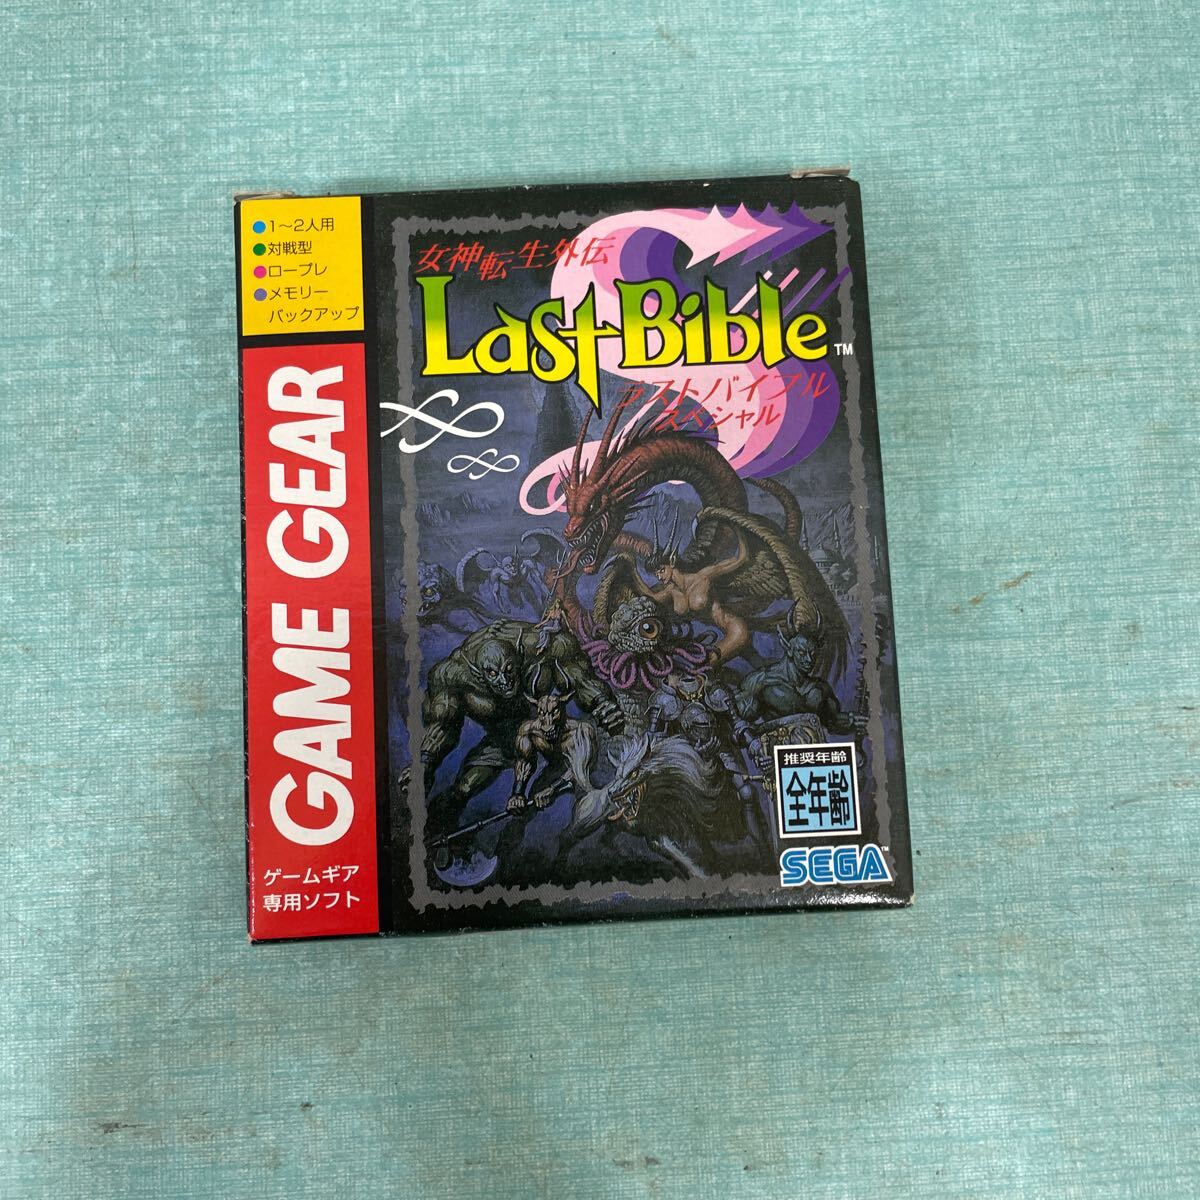 ●1〜2人用
●対戦型
●ロープレ
●メモリー
バックアップ
GAME GEAR
ゲームギア
専用ソフト
女神転生外伝
Last Bible TM
ラストバイブル
スペシャル
推奨年齢
全年齢
SEGA™